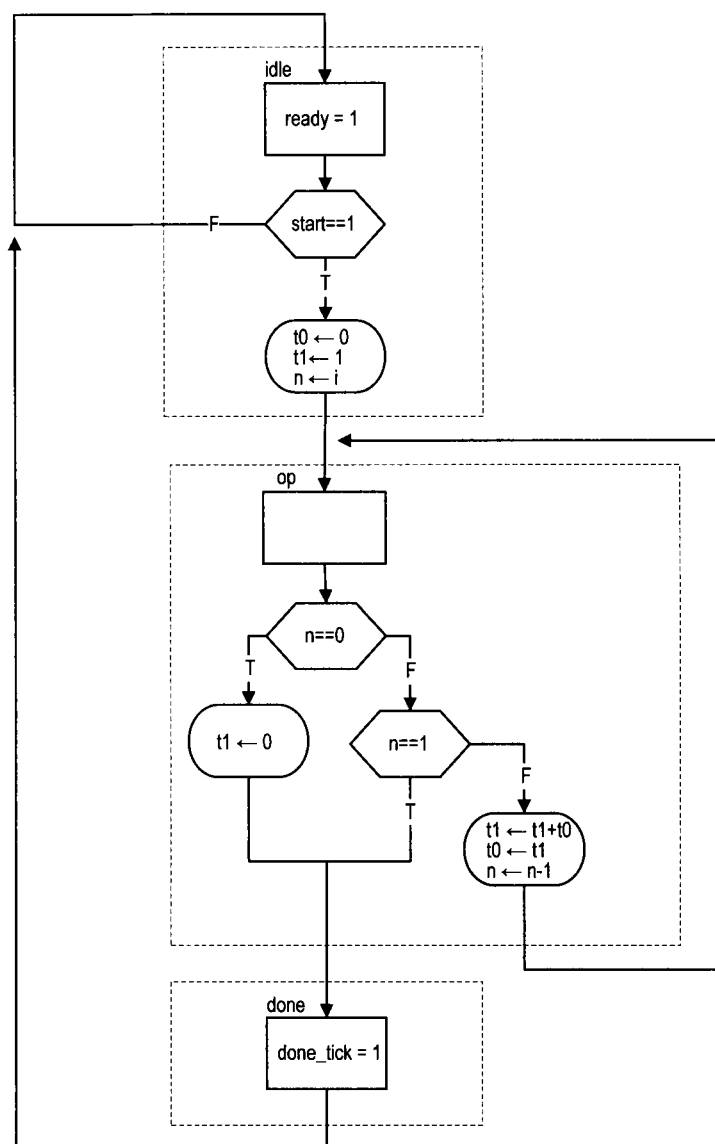 idle
ready = 1
start==1
F
T
t0 ← 0
t1← 1
n ← i
op
n==0
T
F
t1 ← 0
n==1
T
F
t1 ← t1+t0
t0 ← t1
n ← n-1
done
done_tick = 1